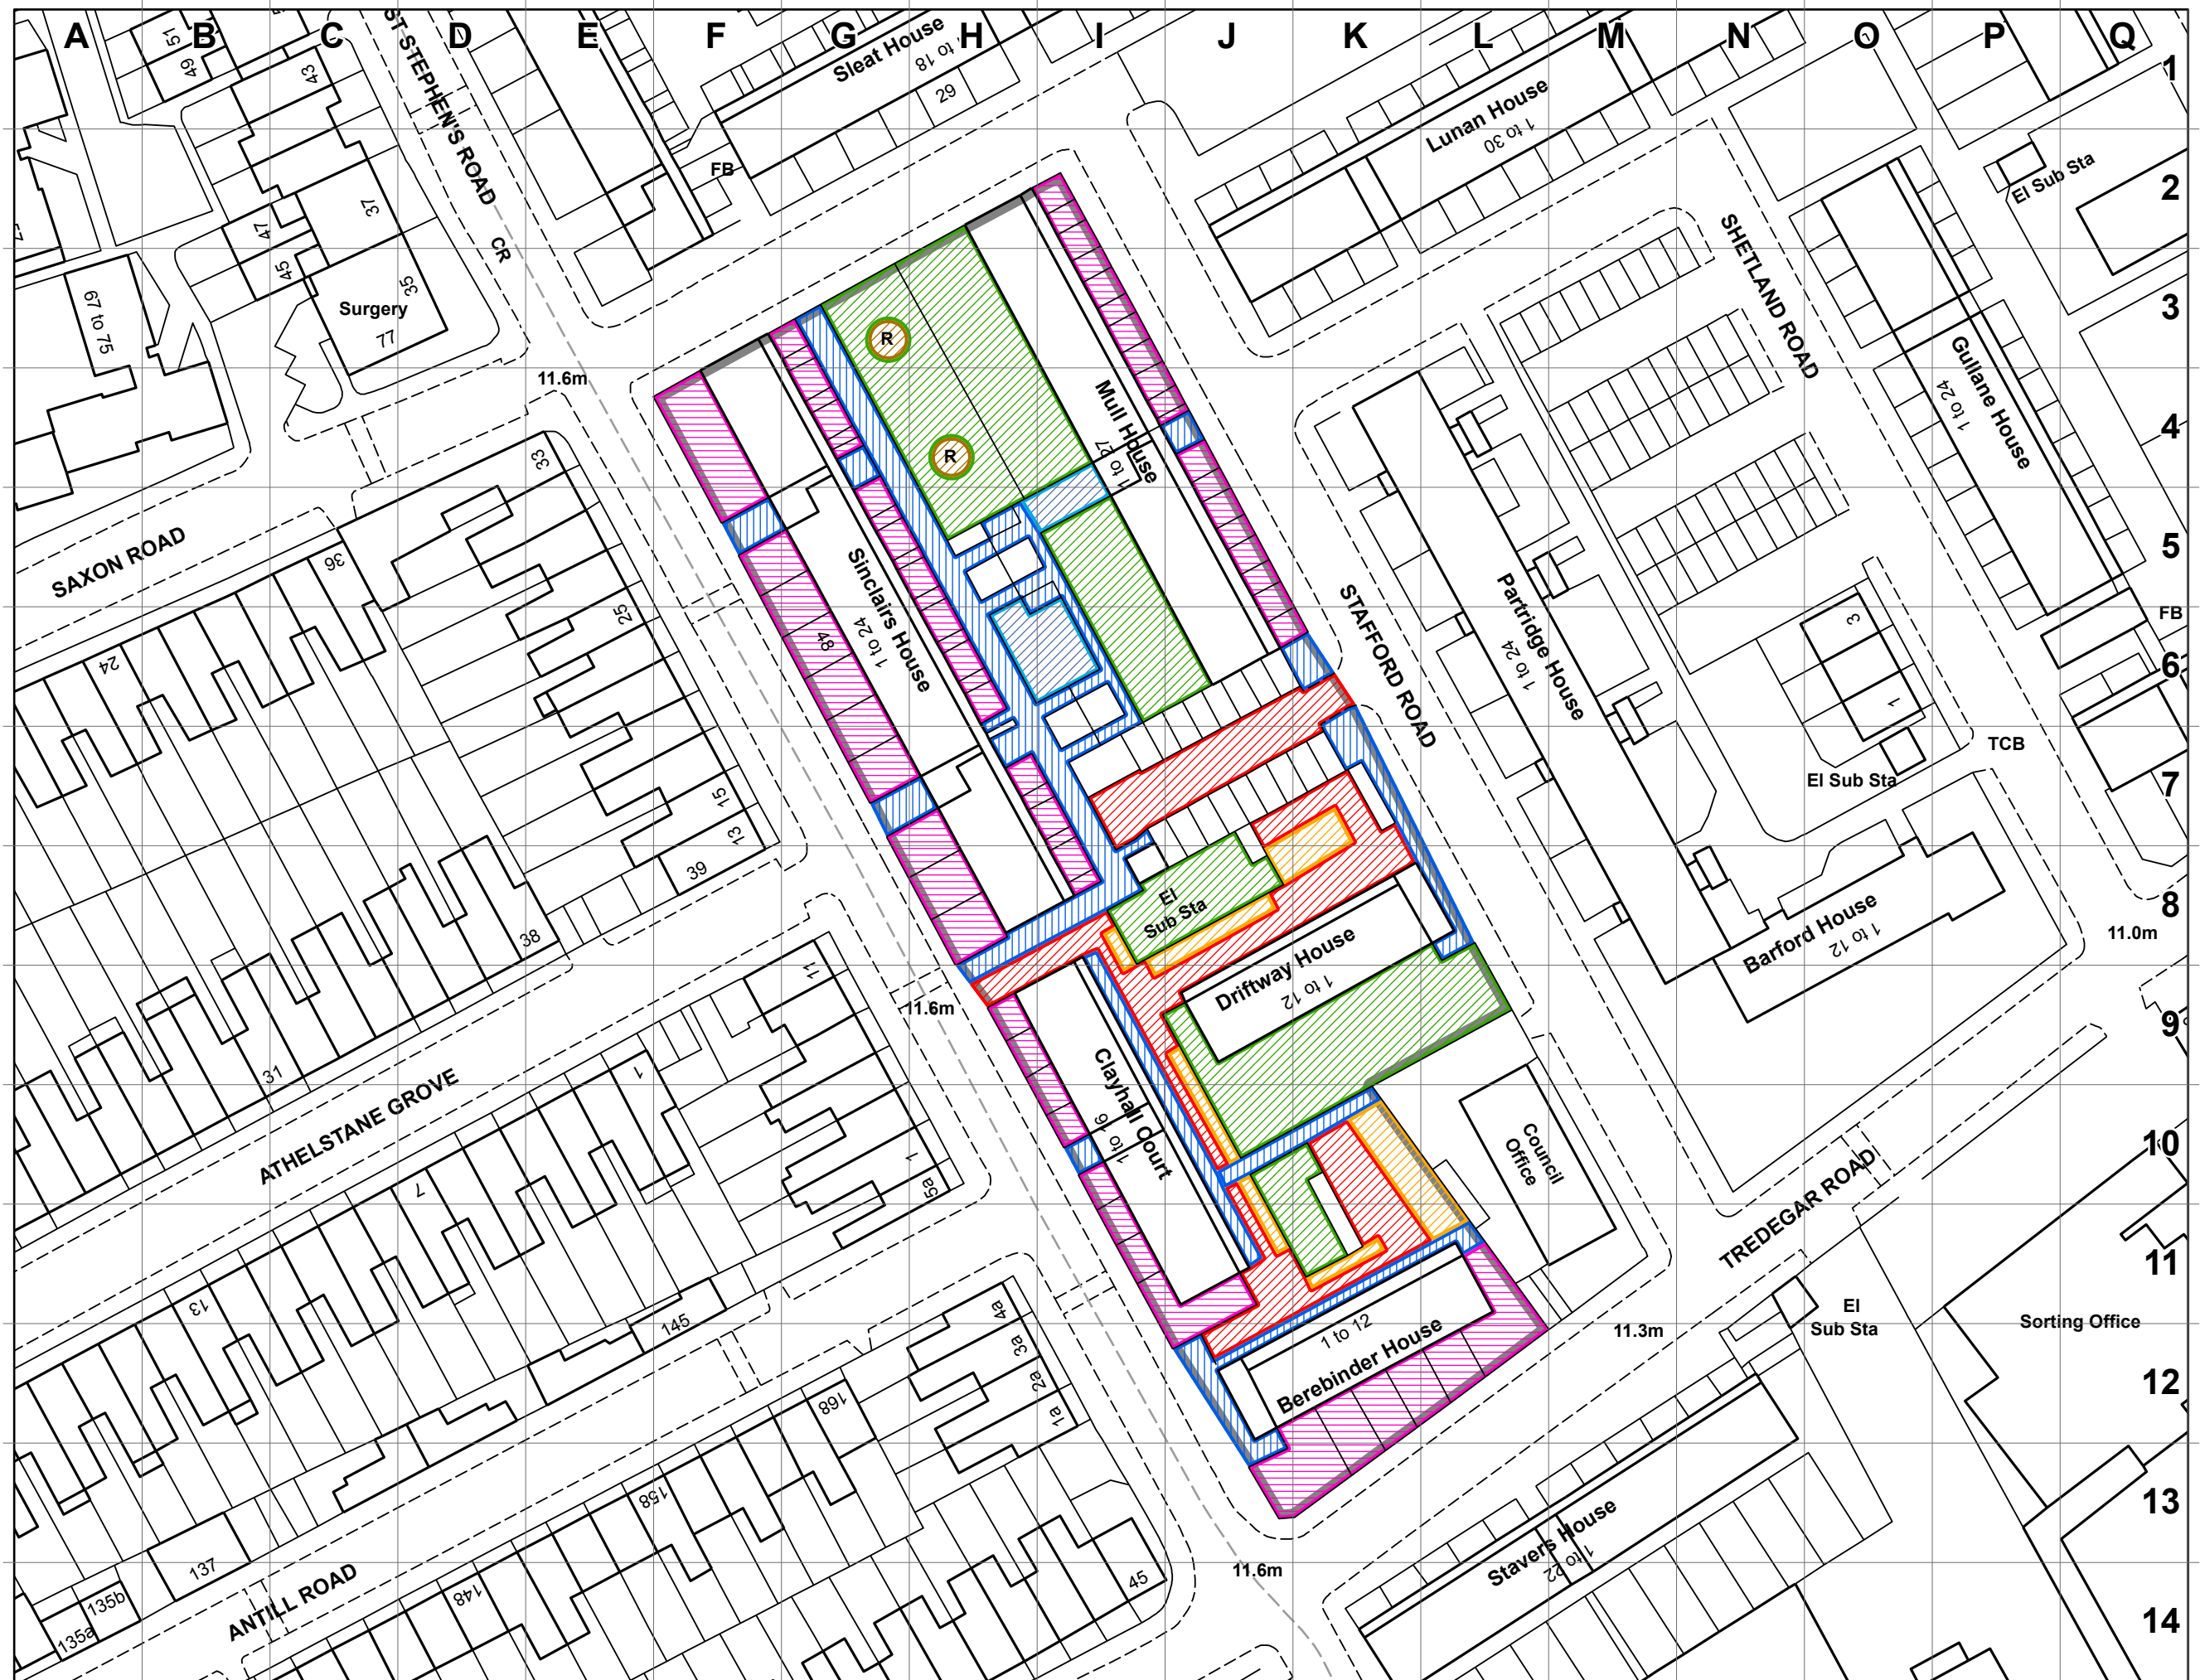 A B C D E F G H I J K L M N O P Q
1
2
3
4
5
6
7
8
9
10
11
12
13
14
51
49
43
ST STEPHEN'S ROAD
Sleat House
18 to
29
FB
Lunan House
1 to 30
El Sub Sta
37
47
45
35
CR
Surgery
77
67 to 75
SHETLAND ROAD
Gullane House
1 to 24
R
R
11.6m
Mull House
1 to 27
33
SAXON ROAD
36
25
24
Sinclairs House
1 to 24
48
STAFFORD ROAD
Partridge House
1 to 24
3
1
FB
TCB
El Sub Sta
15
13
39
38
El
Sub Sta
Barford House
1 to 12
11.0m
Driftway House
1 to 12
11
11.6m
31
ATHELSTANE GROVE
1
7
1
5a
Clayhall Court
1 to 16
Council
Office
TREDEGAR ROAD
13
145
4a
3a
2a
1a
1 to 12
Berebinder House
11.3m
El
Sub Sta
Sorting Office
168
158
148
137
135b
135a
ANTILL ROAD
45
11.6m
Stavers House
1 to 22